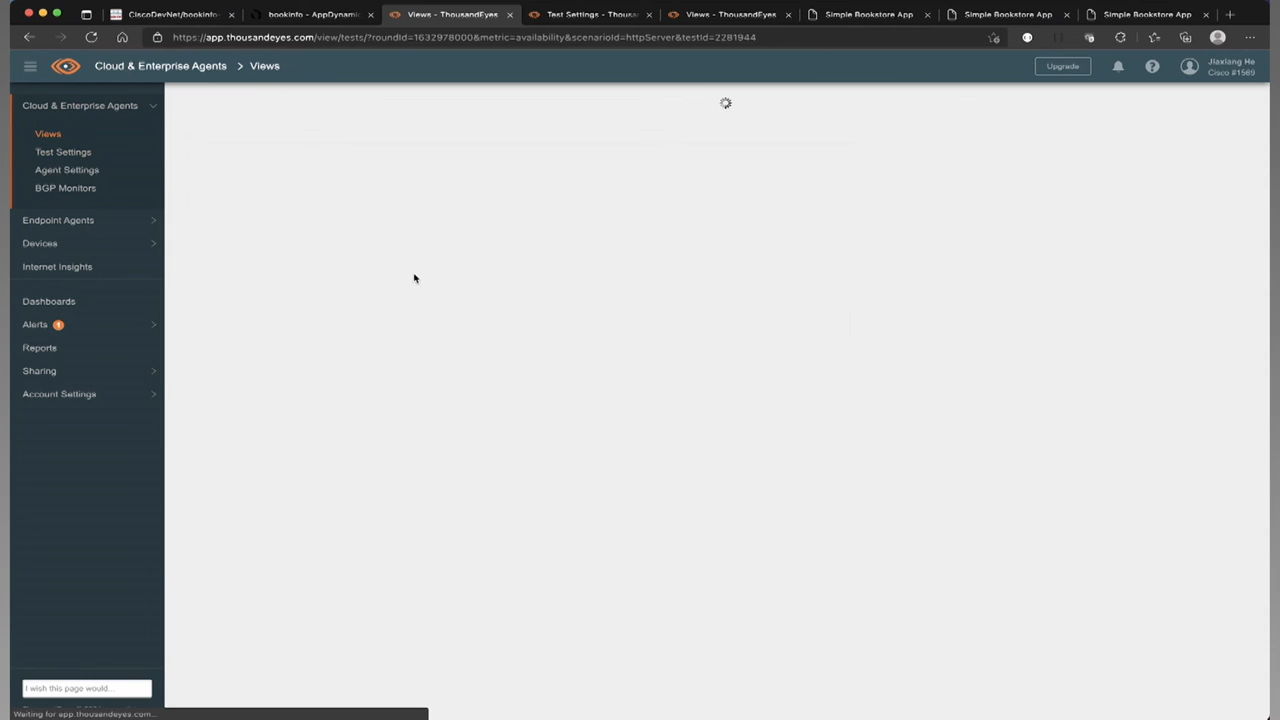 CiscoDevNet/bookinfo-
bookinfo - AppDynamic
Views - ThousandEyes
Test Settings - Thousa
Views - ThousandEyes
Simple Bookstore App
Simple Bookstore App
Simple Bookstore App
https://app.thousandeyes.com/view/tests/?roundId=1632978000&metric=availability&scenarioId=httpServer&testId=2281944
Cloud & Enterprise Agents > Views
Upgrade
Jiaxiang He
Cisco #1569
Cloud & Enterprise Agents
Views
Test Settings
Agent Settings
BGP Monitors
Endpoint Agents
Devices
Internet Insights
Dashboards
Alerts 1
Reports
Sharing
Account Settings
I wish this page would...
Waiting for app.thousandeyes.com...